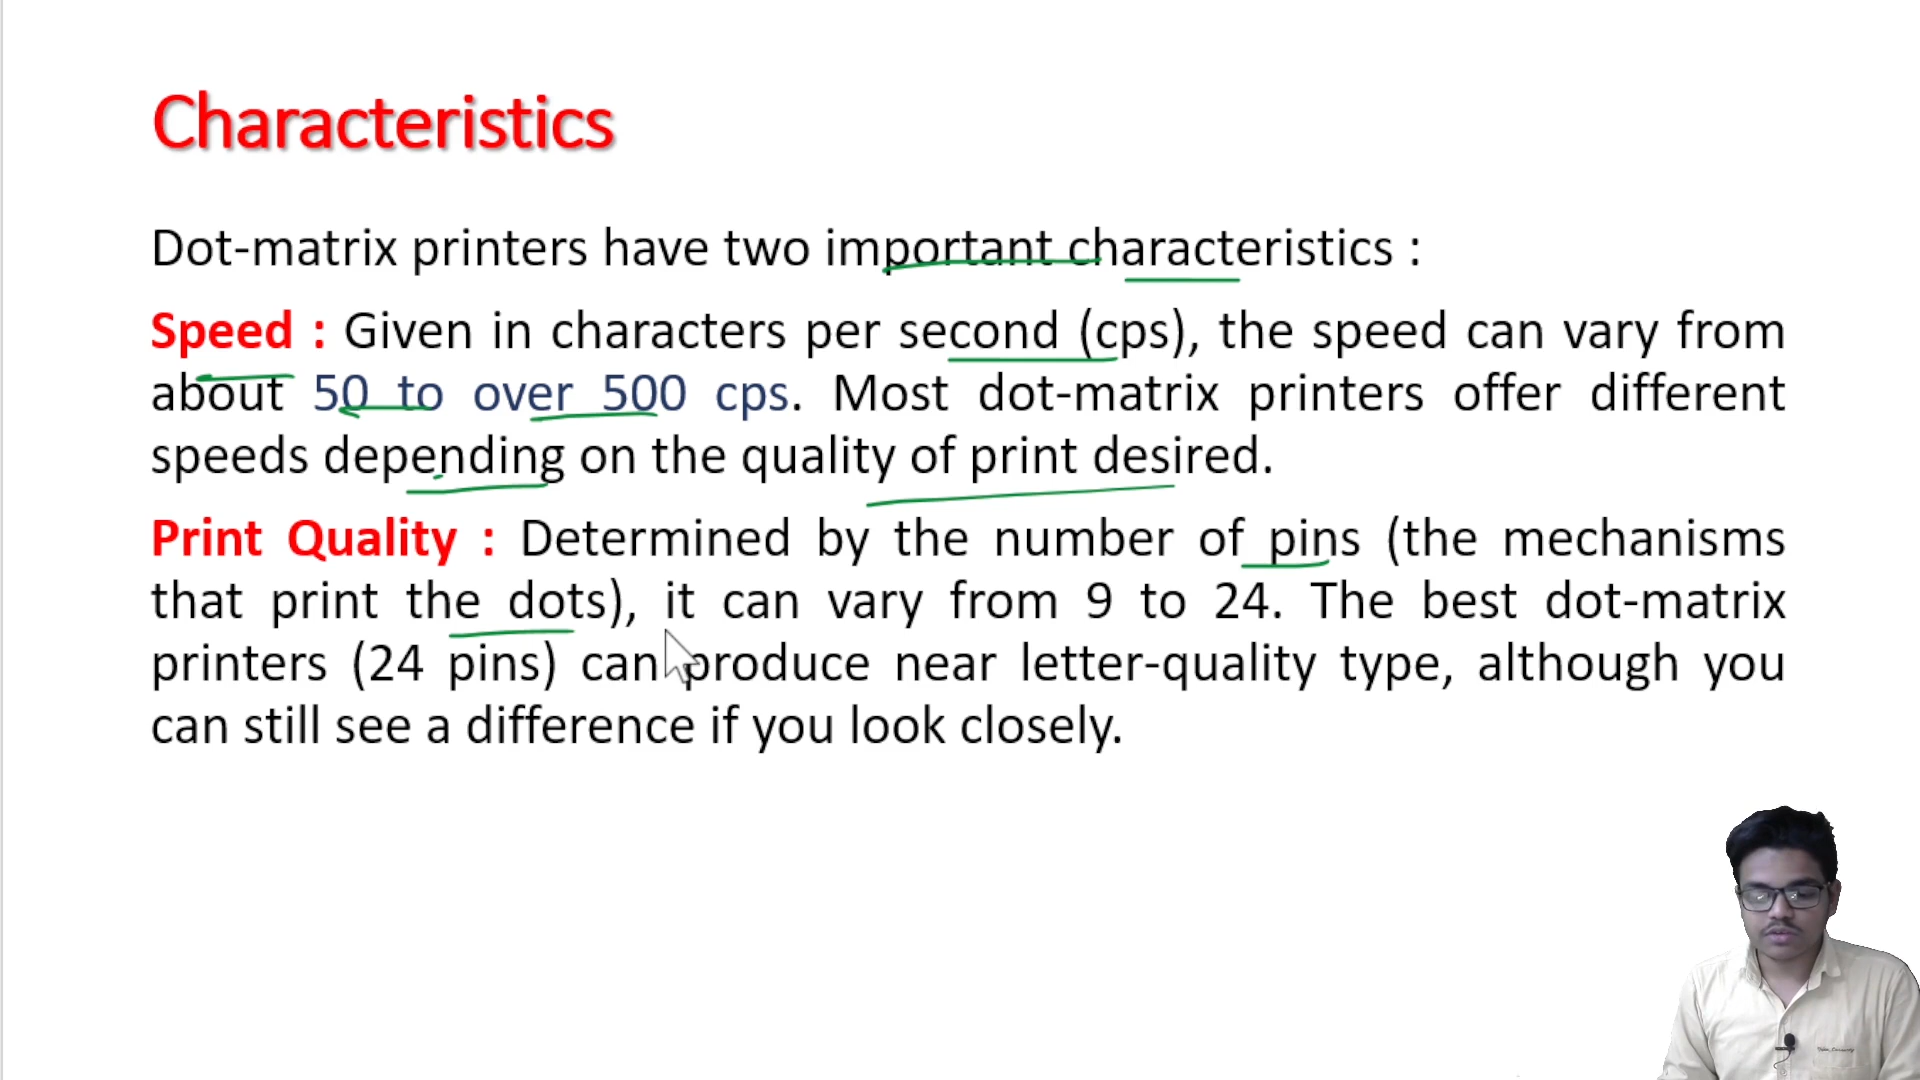 Characteristics
Dot-matrix printers have two important characteristics :
Speed : Given in characters per second (cps), the speed can vary from
about 50 to over 500 cps. Most dot-matrix printers offer different
speeds depending on the quality of print desired.
Print Quality : Determined by the number of pins (the mechanisms
that print the dots), it can vary from 9 to 24. The best dot-matrix
printers (24 pins) can produce near letter-quality type, although you
can still see a difference if you look closely.